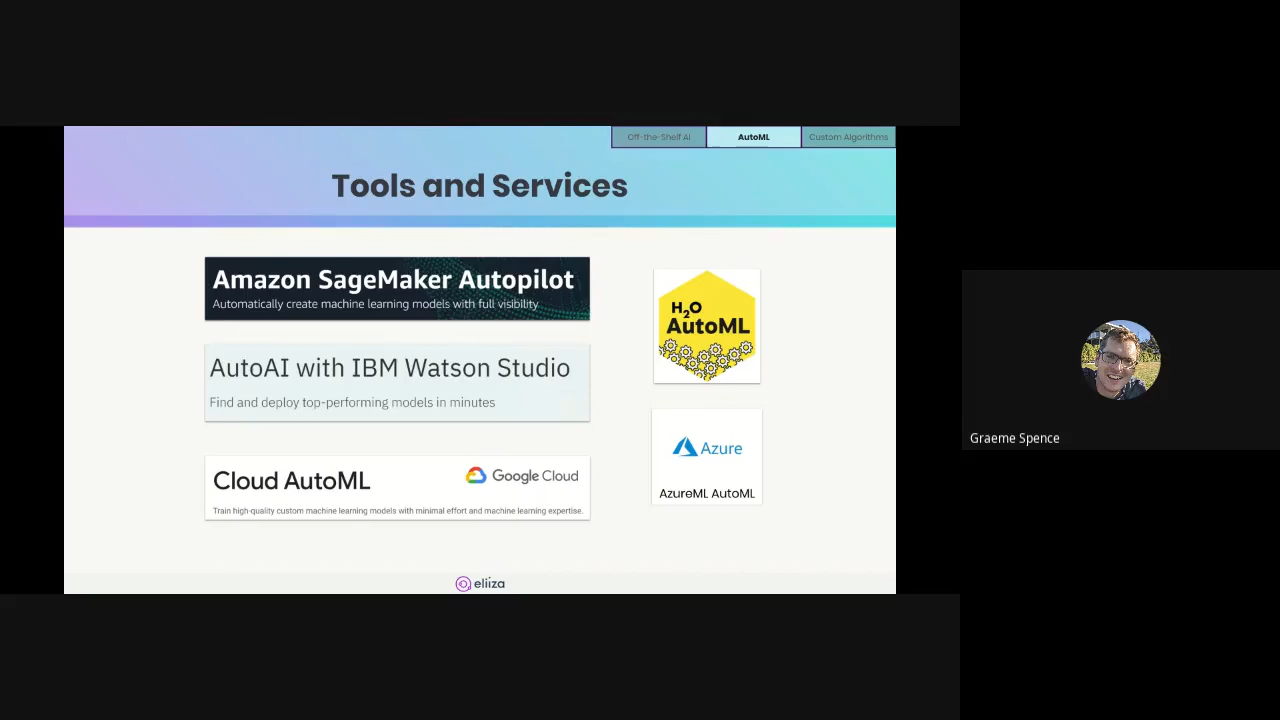 Off-the-Shelf AI
AutoML
Custom Algorithms
Tools and Services
Amazon SageMaker Autopilot
Automatically create machine learning models with full visibility.
AutoAI with IBM Watson Studio
Find and deploy top-performing models in minutes
Cloud AutoML
Google Cloud
Train high-quality custom machine learning models with minimal effort and machine learning expertise.
H2O
AutoML
Azure
AzureML AutoML
eliiza
Graeme Spence